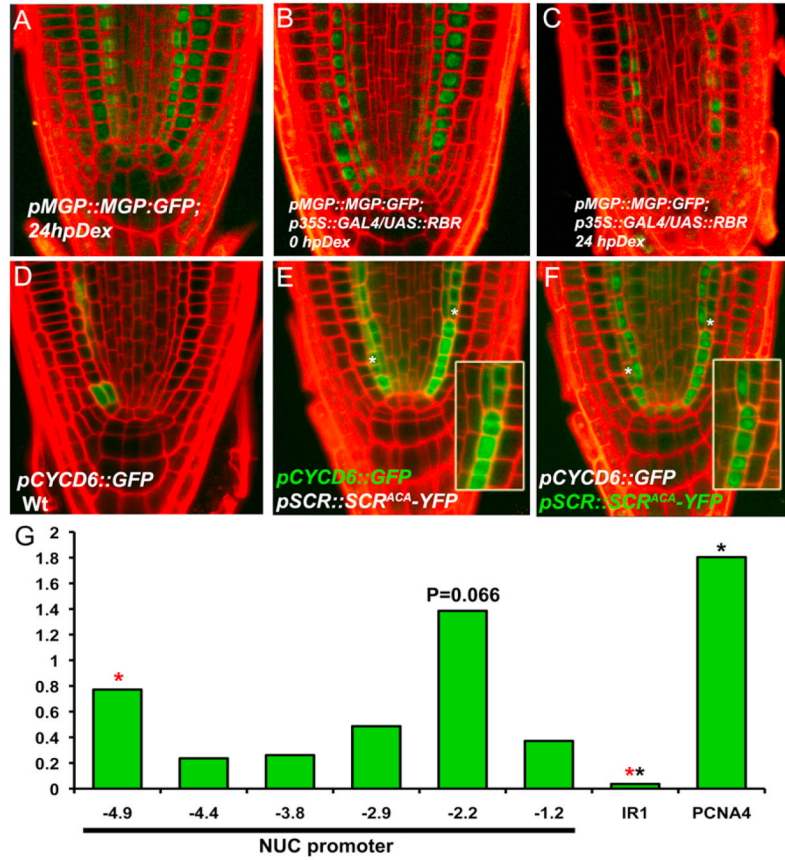 A
pMGP::MGP:GFP;
24hpDex
B
pMGP::MGP:GFP;
p35S::GAL4/UAS::RBR
0 hpDex
C
pMGP::MGP:GFP;
p35S::GAL4/UAS::RBR
24 hpDex
D
pCYCD6::GFP
Wt
E
*
*
pCYCD6::GFP
pSCR::SCRᴬᶜᴬ-YFP
F
*
*
pCYCD6::GFP
pSCR::SCRᴬᶜᴬ-YFP
G
2
1.8
1.6
1.4
1.2
1
0.8
0.6
0.4
0.2
0
*
P=0.066
**
*
-4.9 -4.4 -3.8 -2.9 -2.2 -1.2 IR1 PCNA4
NUC promoter